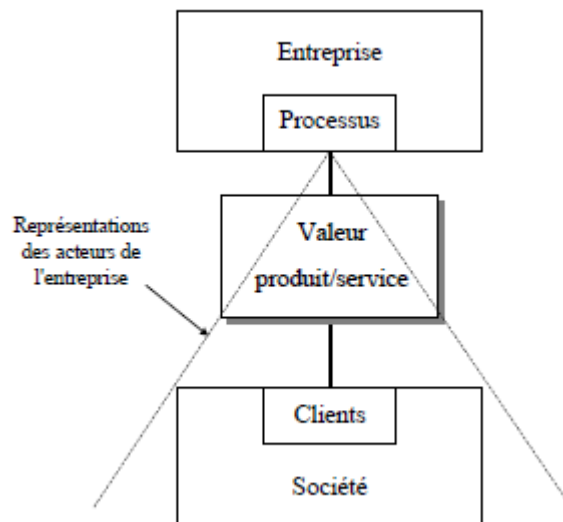 Entreprise
Processus
Représentations
des acteurs de
l'entreprise
Valeur
produit/service
Clients
Société